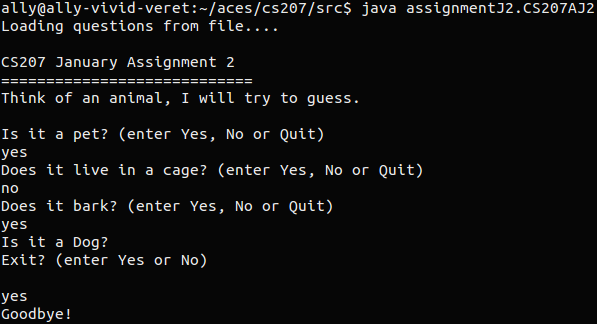 ally@ally-vivid-veret:~/aces/cs207/src$ java assignmentJ2.CS207AJ2
Loading questions from file....
CS207 January Assignment 2
============================
Think of an animal, I will try to guess.
Is it a pet? (enter Yes, No or Quit)
yes
Does it live in a cage? (enter Yes, No or Quit)
no
Does it bark? (enter Yes, No or Quit)
yes
Is it a Dog?
Exit? (enter Yes or No)
yes
Goodbye!